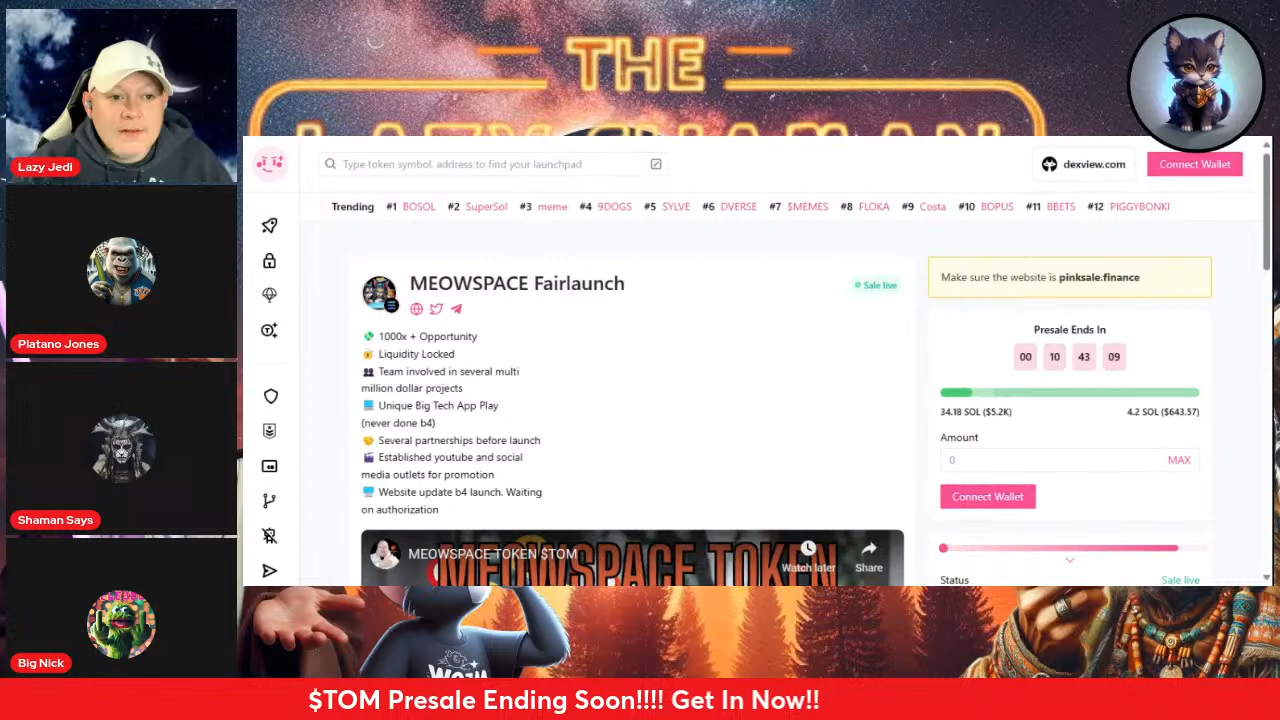 THE
LAZY SHAMAN
Lazy Jedi
Platano Jones
Shaman Says
Big Nick
Type token symbol, address to find your launchpad
dexview.com
Connect Wallet
Trending #1 BOSOL #2 SuperSol #3 meme #4 9DOGS #5 SYLVE #6 DVERSE #7 $MEMES #8 FLOKA #9 Costa #10 BOPUS #11 BBETS #12 PIGGYBONKI
MEOWSPACE Fairlaunch
Sale live
1000x + Opportunity
Liquidity Locked
Team involved in several multi
million dollar projects
Unique Big Tech App Play
(never done b4)
Several partnerships before launch
Established youtube and social
media outlets for promotion
Website update b4 launch. Waiting
on authorization
MEOWSPACE TOKEN $TOM
MEOWSPACE TOKEN
Watch later
Share
Make sure the website is pinksale.finance
Presale Ends In
00 10 43 09
34.18 SOL ($5.2K) 4.2 SOL ($643.57)
Amount
0 MAX
Connect Wallet
Status Sale live
$TOM Presale Ending Soon!!!! Get In Now!!